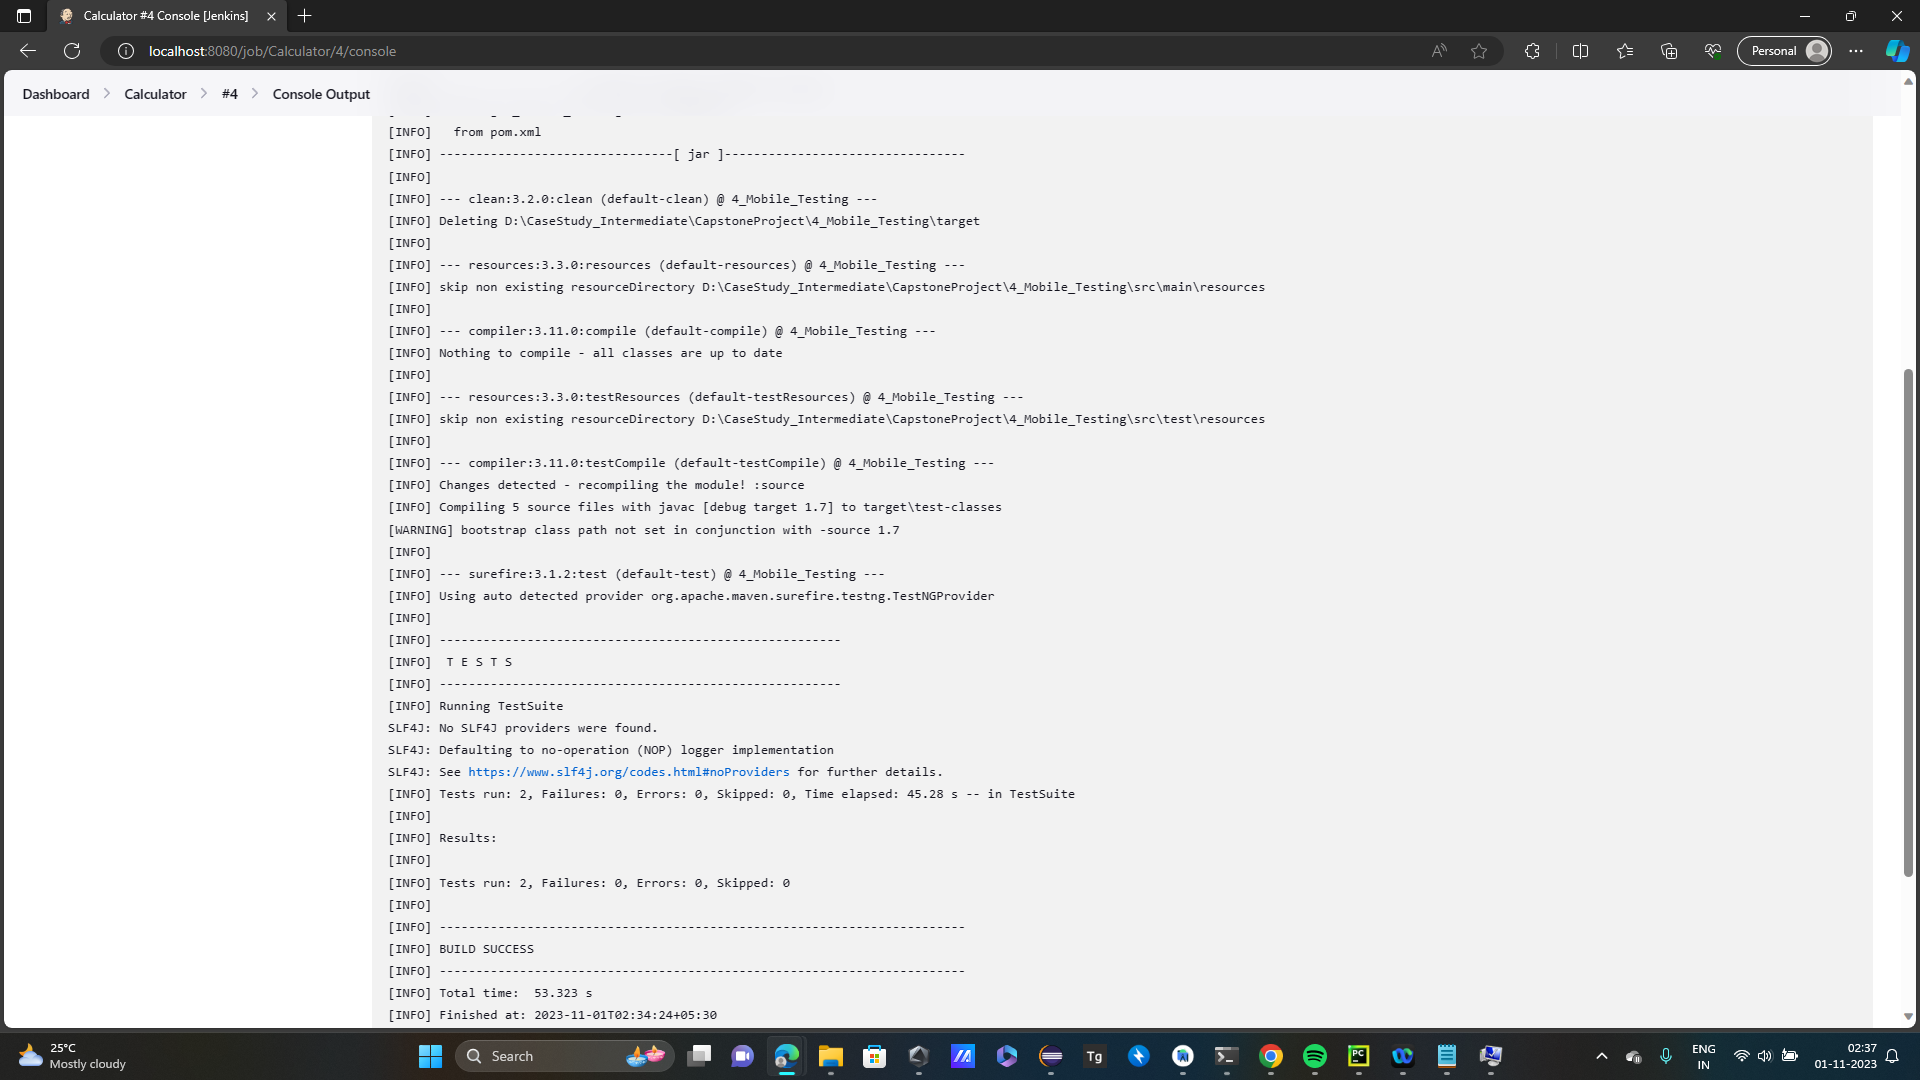 Calculator #4 Console [Jenkins]
localhost:8080/job/Calculator/4/console
Personal
Dashboard
Calculator
#4
Console Output
[INFO]   from pom.xml
[INFO] --------------------------------[ jar ]---------------------------------
[INFO]
[INFO] --- clean:3.2.0:clean (default-clean) @ 4_Mobile_Testing ---
[INFO] Deleting D:\CaseStudy_Intermediate\CapstoneProject\4_Mobile_Testing\target
[INFO]
[INFO] --- resources:3.3.0:resources (default-resources) @ 4_Mobile_Testing ---
[INFO] skip non existing resourceDirectory D:\CaseStudy_Intermediate\CapstoneProject\4_Mobile_Testing\src\main\resources
[INFO]
[INFO] --- compiler:3.11.0:compile (default-compile) @ 4_Mobile_Testing ---
[INFO] Nothing to compile - all classes are up to date
[INFO]
[INFO] --- resources:3.3.0:testResources (default-testResources) @ 4_Mobile_Testing ---
[INFO] skip non existing resourceDirectory D:\CaseStudy_Intermediate\CapstoneProject\4_Mobile_Testing\src\test\resources
[INFO]
[INFO] --- compiler:3.11.0:testCompile (default-testCompile) @ 4_Mobile_Testing ---
[INFO] Changes detected - recompiling the module! :source
[INFO] Compiling 5 source files with javac [debug target 1.7] to target\test-classes
[WARNING] bootstrap class path not set in conjunction with -source 1.7
[INFO]
[INFO] --- surefire:3.1.2:test (default-test) @ 4_Mobile_Testing ---
[INFO] Using auto detected provider org.apache.maven.surefire.testng.TestNGProvider
[INFO]
[INFO] -------------------------------------------------------
[INFO]  T E S T S
[INFO] -------------------------------------------------------
[INFO] Running TestSuite
SLF4J: No SLF4J providers were found.
SLF4J: Defaulting to no-operation (NOP) logger implementation
SLF4J: See https://www.slf4j.org/codes.html#noProviders for further details.
[INFO] Tests run: 2, Failures: 0, Errors: 0, Skipped: 0, Time elapsed: 45.28 s -- in TestSuite
[INFO]
[INFO] Results:
[INFO]
[INFO] Tests run: 2, Failures: 0, Errors: 0, Skipped: 0
[INFO]
[INFO] ------------------------------------------------------------------------
[INFO] BUILD SUCCESS
[INFO] ------------------------------------------------------------------------
[INFO] Total time:  53.323 s
[INFO] Finished at: 2023-11-01T02:34:24+05:30
25°C
Mostly cloudy
Search
Tg
PC
ENG
IN
02:37
01-11-2023